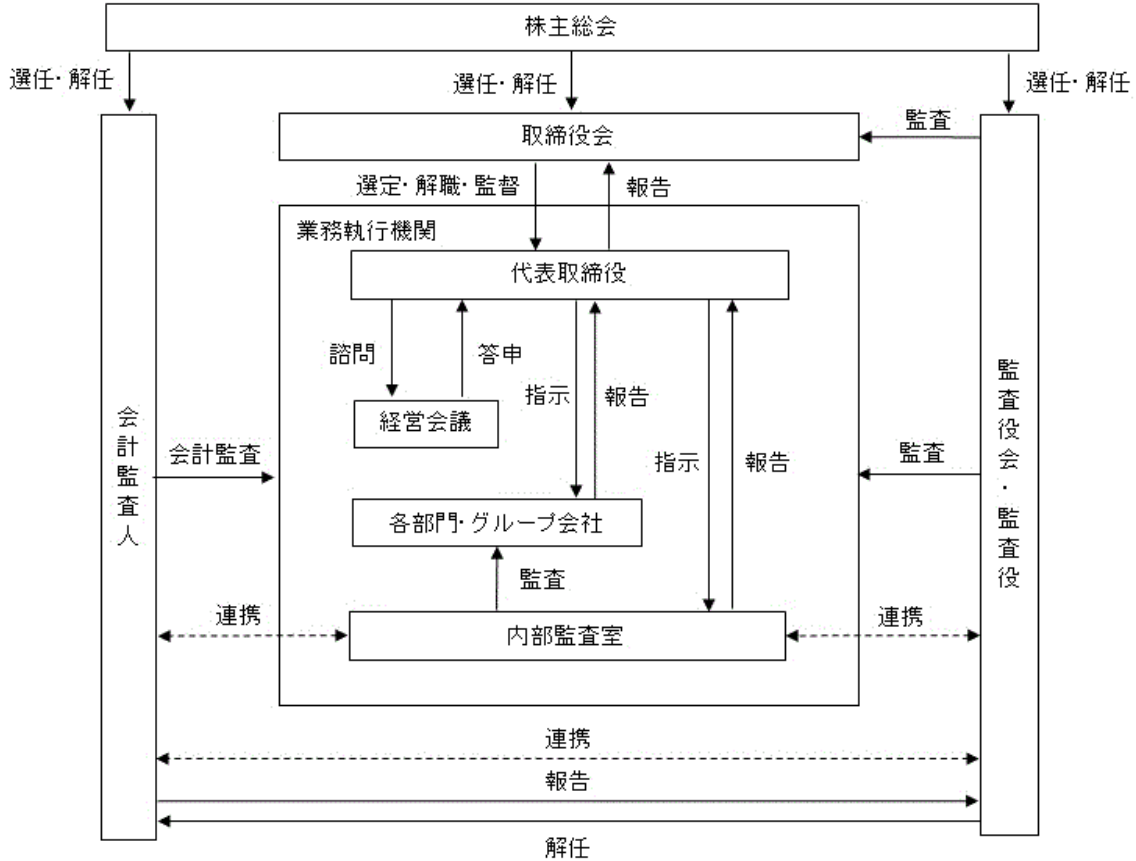 株主総会
選任・解任
選任・解任
選任・解任
取締役会
監査
選定・解職・監督
報告
業務執行機関
代表取締役
諮問
答申
指示
報告
指示
報告
経営会議
会計監査人
会計監査
監査
監査役会・監査役
各部門・グループ会社
監査
内部監査室
連携
連携
連携
報告
解任